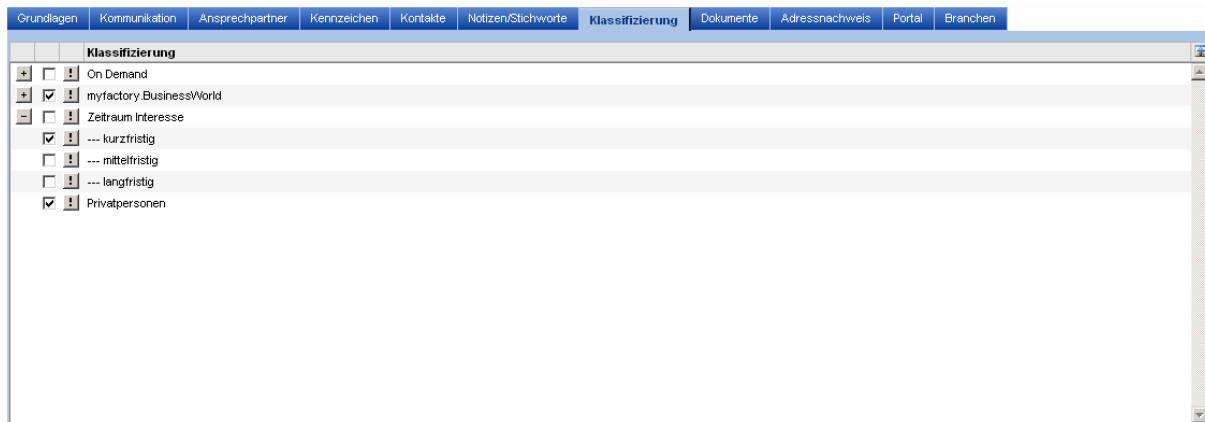 Grundlagen Kommunikation Ansprechpartner Kennzeichen Kontakte Notizen/Stichworte Klassifizierung Dokumente Adressnachweis Portal Branchen
Klassifizierung
+ ! On Demand
+ ! myfactory.BusinessWorld
- ! Zeitraum Interesse
! --- kurzfristig
! --- mittelfristig
! --- langfristig
! Privatpersonen